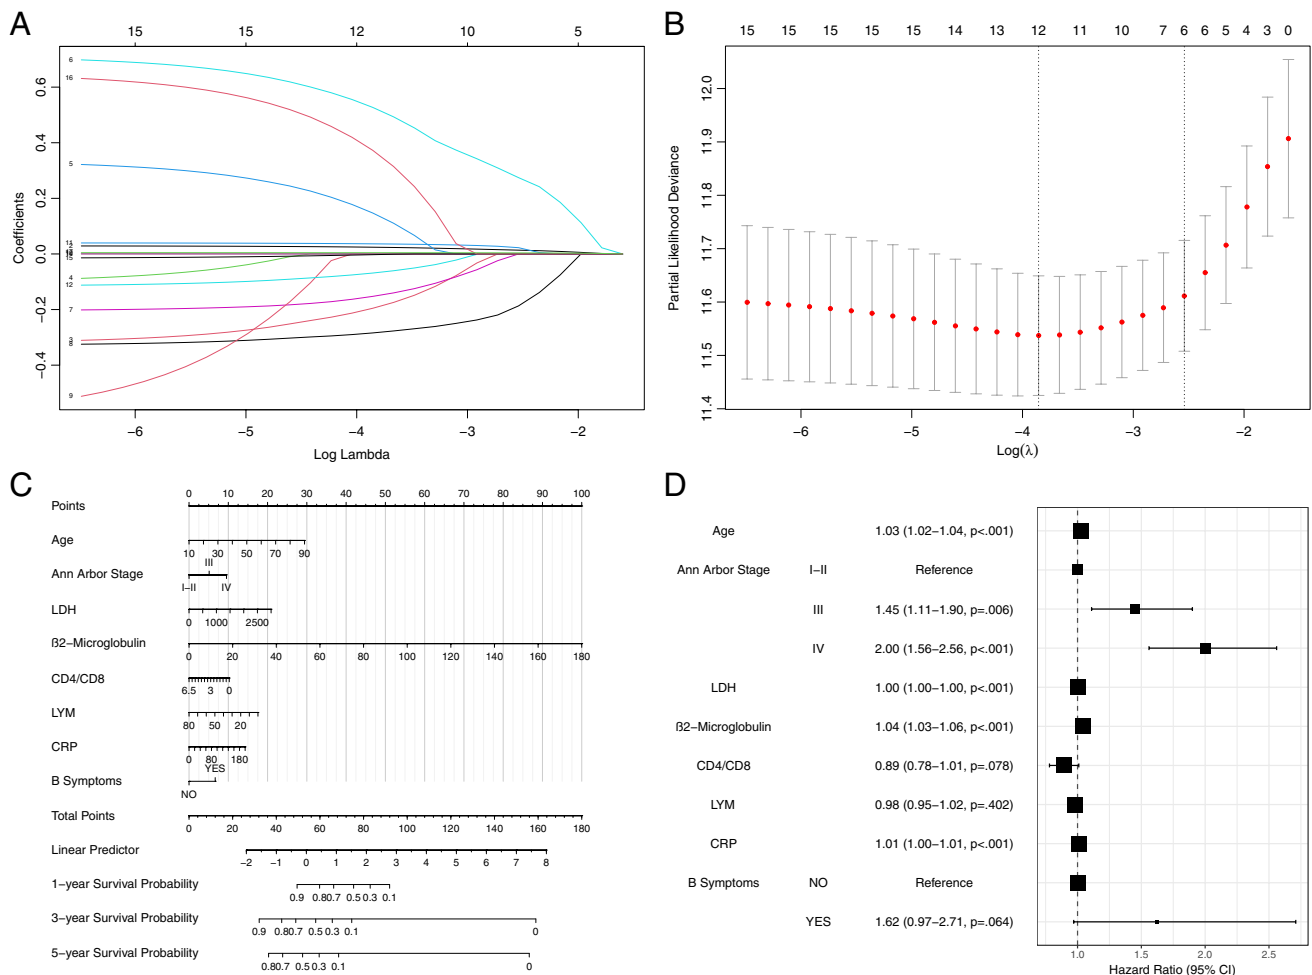 A
15 15 12 10 5
Coefficients
0.6
0.4
0.2
0.0
−0.2
−0.4
6
16
5
11
4
12
7
3
8
9
−6 −5 −4 −3 −2
Log Lambda
B
15 15 15 15 15 14 13 12 11 10 7 6 6 5 4 3 0
Partial Likelihood Deviance
12.0
11.9
11.8
11.7
11.6
11.5
11.4
−6 −5 −4 −3 −2
Log(λ)
C
Points
0 10 20 30 40 50 60 70 80 90 100
Age
10 30 50 70 90
Ann Arbor Stage
III
I−II IV
LDH
0 1000 2500
ß2−Microglobulin
0 20 40 60 80 100 120 140 160 180
CD4/CD8
6.5 3 0
LYM
80 50 20
CRP
0 80 180
B Symptoms
YES
NO
Total Points
0 20 40 60 80 100 120 140 160 180
Linear Predictor
−2 −1 0 1 2 3 4 5 6 7 8
1−year Survival Probability
0.9 0.8 0.7 0.5 0.3 0.1
3−year Survival Probability
0.9 0.8 0.7 0.5 0.3 0.1 0
5−year Survival Probability
0.8 0.7 0.5 0.3 0.1 0
D
Age 1.03 (1.02−1.04, p<.001)
Ann Arbor Stage I−II Reference
III 1.45 (1.11−1.90, p=.006)
IV 2.00 (1.56−2.56, p<.001)
LDH 1.00 (1.00−1.00, p<.001)
ß2−Microglobulin 1.04 (1.03−1.06, p<.001)
CD4/CD8 0.89 (0.78−1.01, p=.078)
LYM 0.98 (0.95−1.02, p=.402)
CRP 1.01 (1.00−1.01, p<.001)
B Symptoms NO Reference
YES 1.62 (0.97−2.71, p=.064)
1.0 1.5 2.0 2.5
Hazard Ratio (95% CI)